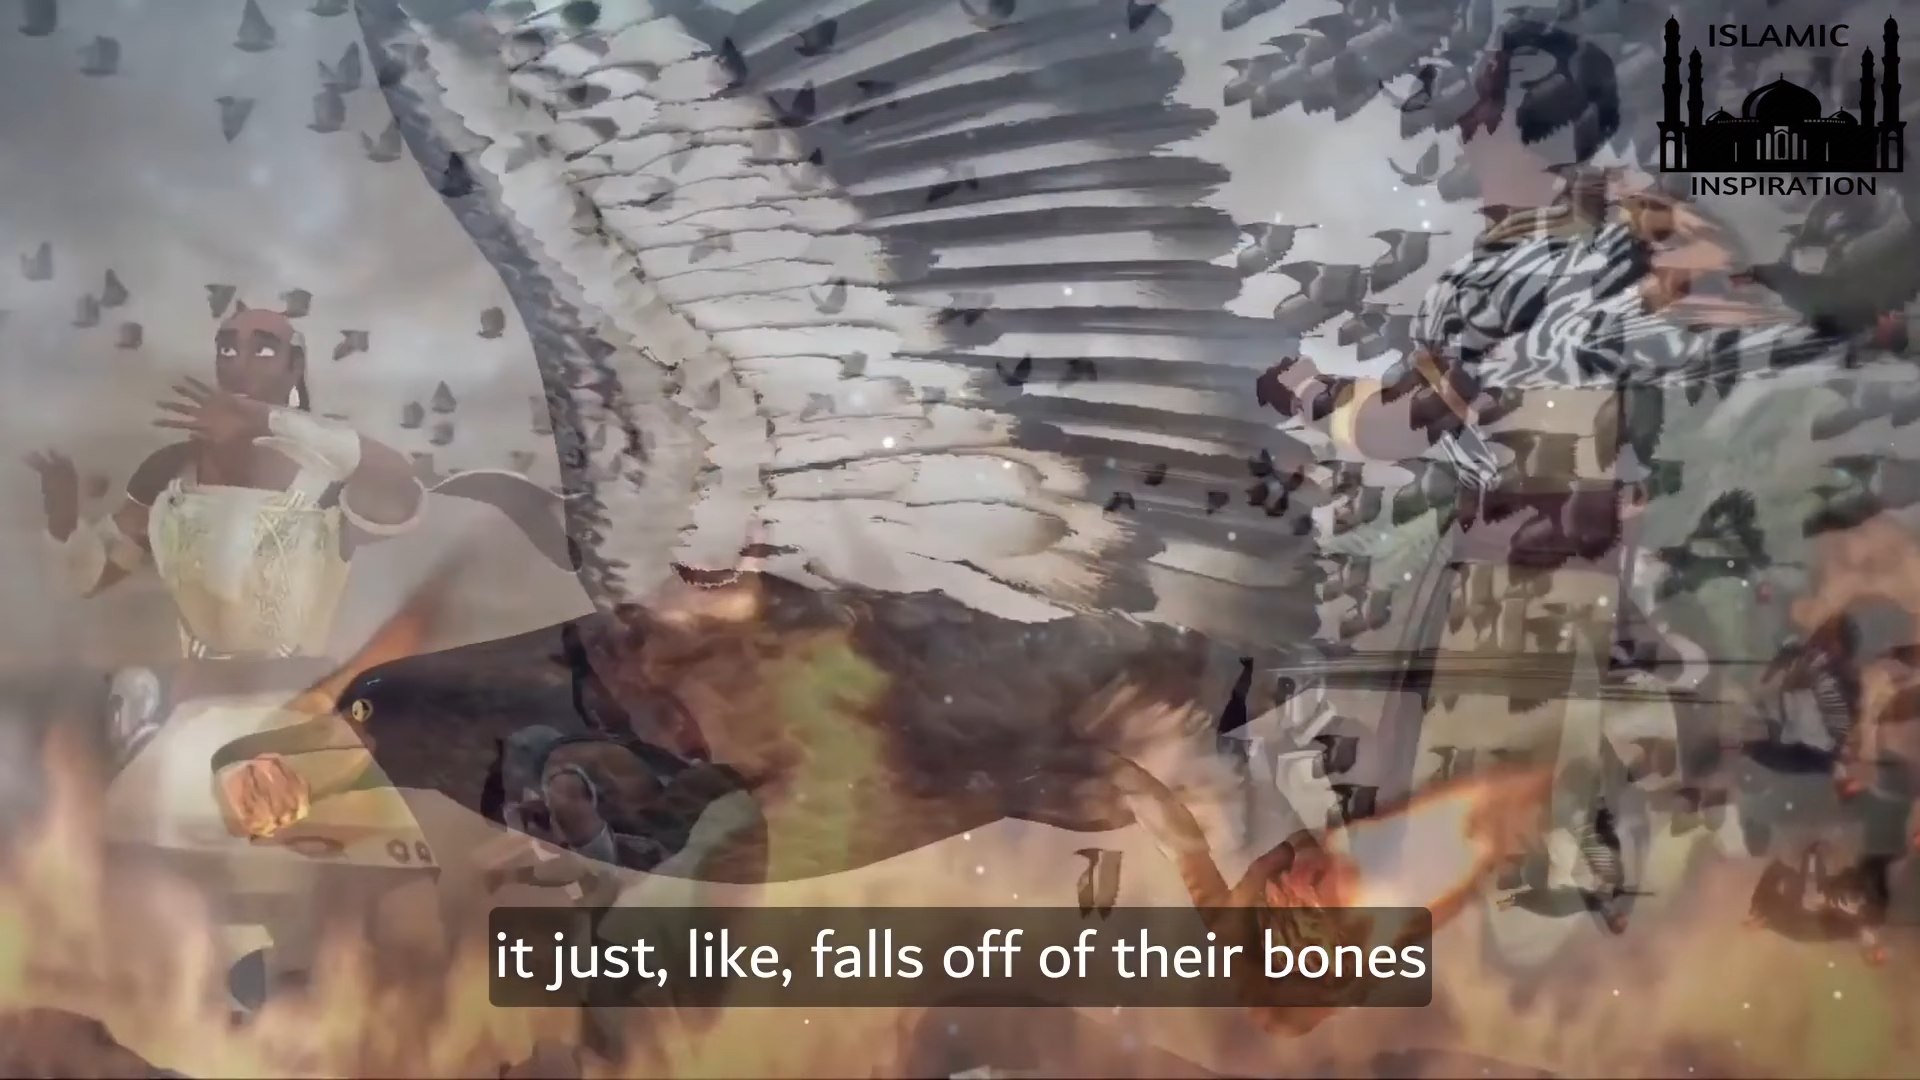 ISLAMIC
INSPIRATION
it just, like, falls off of their bones